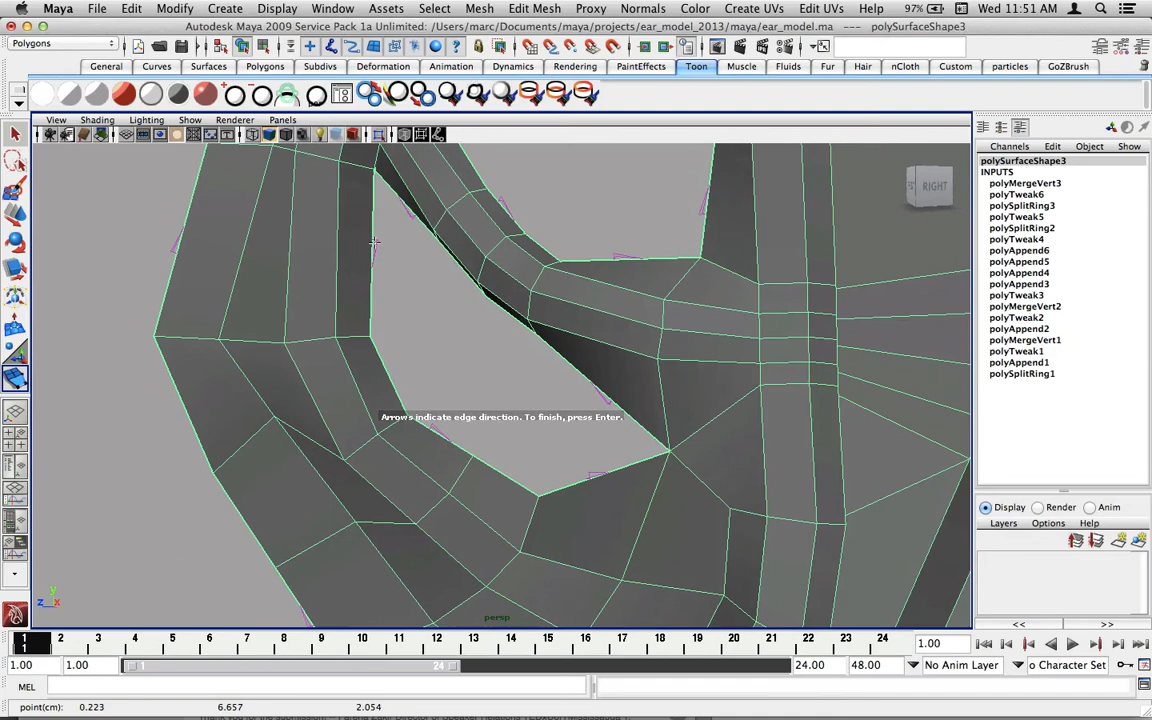 Maya File Edit Modify Create Display Window Assets Select Mesh Edit Mesh Proxy Normals Color Create UVs Edit UVs 97% Wed 11:51 AM
Autodesk Maya 2009 Service Pack 1a Unlimited: /Users/marc/Documents/maya/projects/ear_model_2013/maya/ear_model.ma --- polySurfaceShape3
Polygons
General Curves Surfaces Polygons Subdivs Deformation Animation Dynamics Rendering PaintEffects Toon Muscle Fluids Fur Hair nCloth Custom particles GoZBrush
View Shading Lighting Show Renderer Panels
Channels Edit Object Show
polySurfaceShape3
INPUTS
polyMergeVert3
polyTweak6
polySplitRing3
polyTweak5
polySplitRing2
polyTweak4
polyAppend6
polyAppend5
polyAppend4
polyAppend3
polyTweak3
polyMergeVert2
polyTweak2
polyAppend2
polyMergeVert1
polyTweak1
polyAppend1
polySplitRing1
RIGHT
Arrows indicate edge direction. To finish, press Enter.
Display Render Anim
Layers Options Help
y
z x
persp
<< >>
1 2 3 4 5 6 7 8 9 10 11 12 13 14 15 16 17 18 19 20 21 22 23 24
1
1.00
1.00 1.00 1 24 24.00 48.00 No Anim Layer o Character Set
MEL
point(cm): 0.223 6.657 2.054